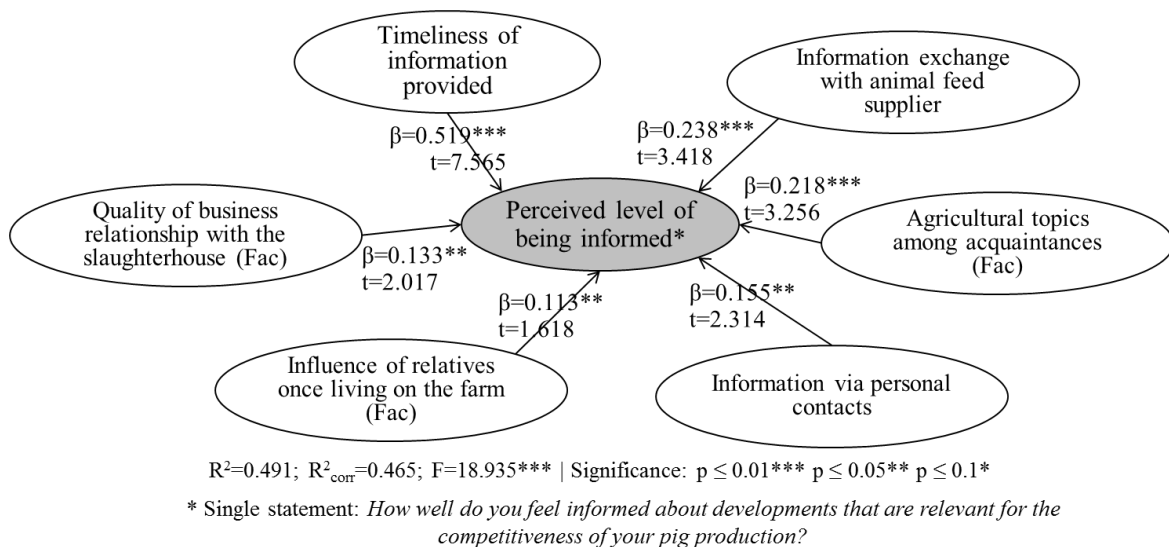 Timeliness of
information
provided
Information exchange
with animal feed
supplier
β=0.519***
t=7.565
β=0.238***
t=3.418
β=0.218***
t=3.256
Quality of business
relationship with the
slaughterhouse (Fac)
Perceived level of
being informed*
Agricultural topics
among acquaintances
(Fac)
β=0.133**
t=2.017
β=0.113**
t=1.618
β=0.155**
t=2.314
Influence of relatives
once living on the farm
(Fac)
Information via personal
contacts
R²=0.491; R²corr=0.465; F=18.935*** | Significance: p ≤ 0.01*** p ≤ 0.05** p ≤ 0.1*
* Single statement: How well do you feel informed about developments that are relevant for the
competitiveness of your pig production?